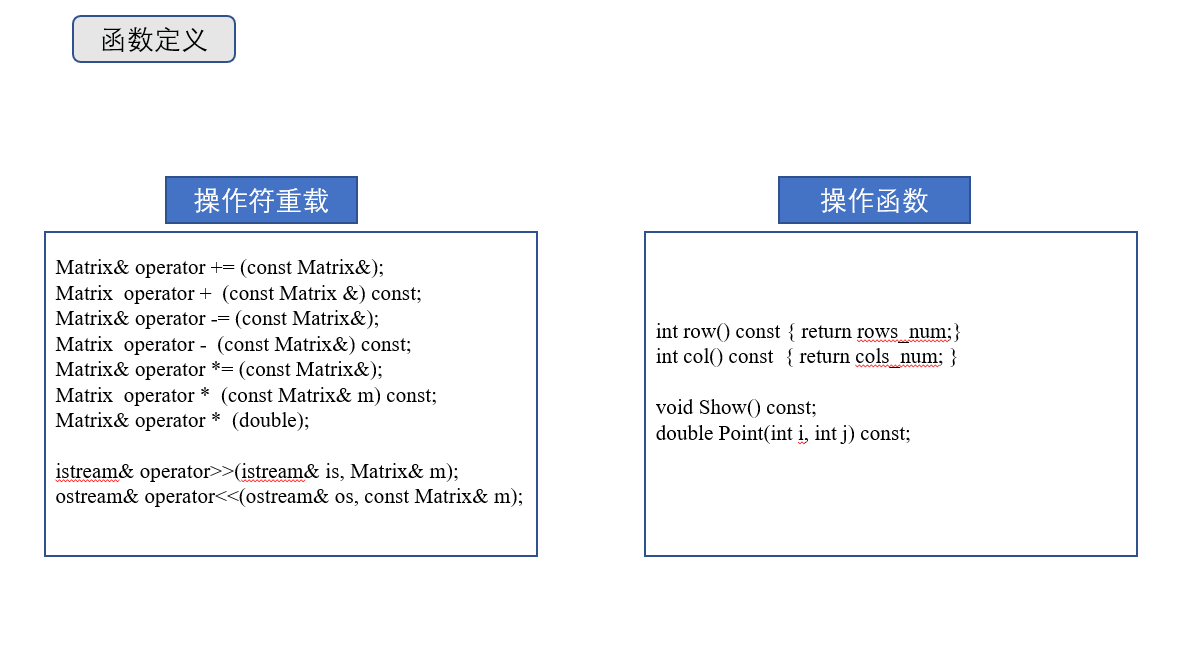 函数定义
操作符重载
Matrix& operator += (const Matrix&);
Matrix  operator +  (const Matrix &) const;
Matrix& operator -= (const Matrix&);
Matrix  operator -  (const Matrix&) const;
Matrix& operator *= (const Matrix&);
Matrix  operator *  (const Matrix& m) const;
Matrix& operator *  (double);
istream& operator>>(istream& is, Matrix& m);
ostream& operator<<(ostream& os, const Matrix& m);
操作函数
int row() const { return rows_num;}
int col() const  { return cols_num; }
void Show() const;
double Point(int i, int j) const;